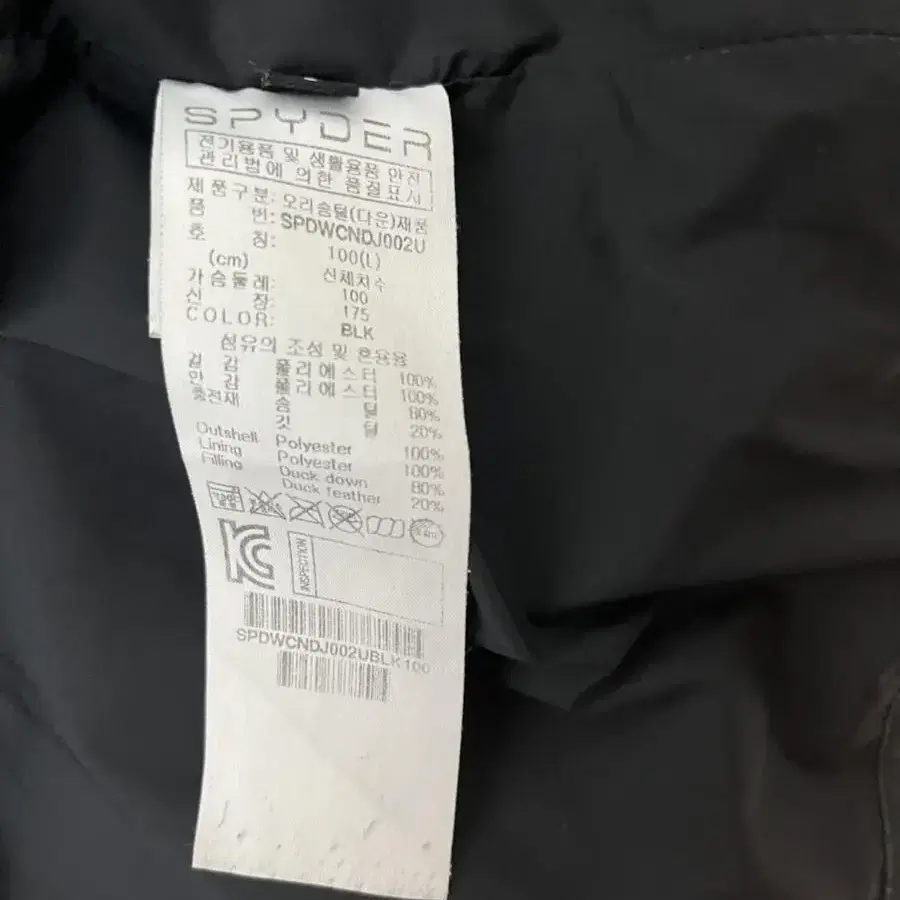 SPYDER
전기용품 및 생활용품 안전
관리법에 의한 품질표시
제품구분: 오리솜털(다운)제품
품 번: SPDWCNDJ002U
호 칭: 100(L)
(cm) 신체치수
가슴둘레: 100
신 장: 175
COLOR: BLK
섬유의 조성 및 혼용율
겉 감 폴리에스터 100%
안 감 폴리에스터 100%
충전재 솜 털 80%
깃 털 20%
Outshell Polyester 100%
Lining Polyester 100%
Filling Duck down 80%
Duck feather 20%
KC
INSPECTION
SPDWCNDJ002UBLK100